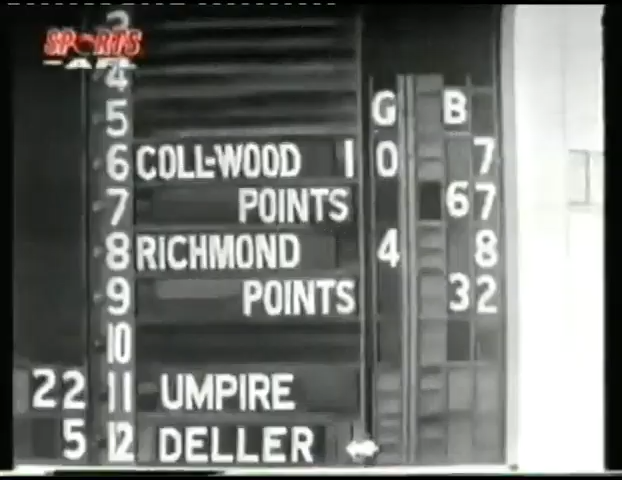 SPORTS
3
4
5 G B
6 COLL-WOOD 10 7
7 POINTS 67
8 RICHMOND 4 8
9 POINTS 32
10
22 11 UMPIRE
5 12 DELLER